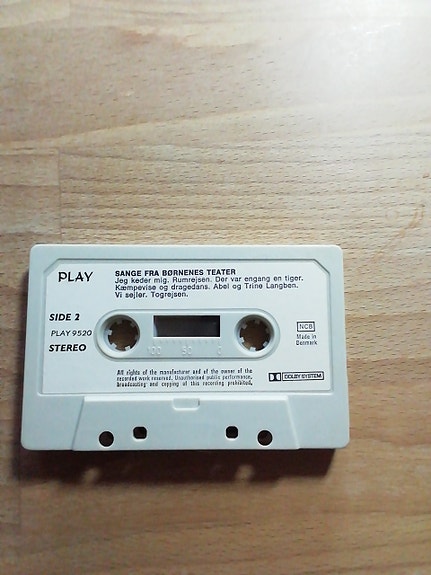 PLAY
SANGE FRA BØRNENES TEATER
Jeg keder mig. Rumrejsen. Der var engang en tiger.
Kæmpevise og dragedans. Abel og Trine Langben.
Vi sejler. Togrejsen.
SIDE 2
PLAY 9520
STEREO
NCB
Made in
Denmark
100 50 0
All rights of the manufacturer and of the owner of the
recorded work reserved. Unauthorised public performance,
broadcasting and copying of this recording prohibited.
DOLBY SYSTEM